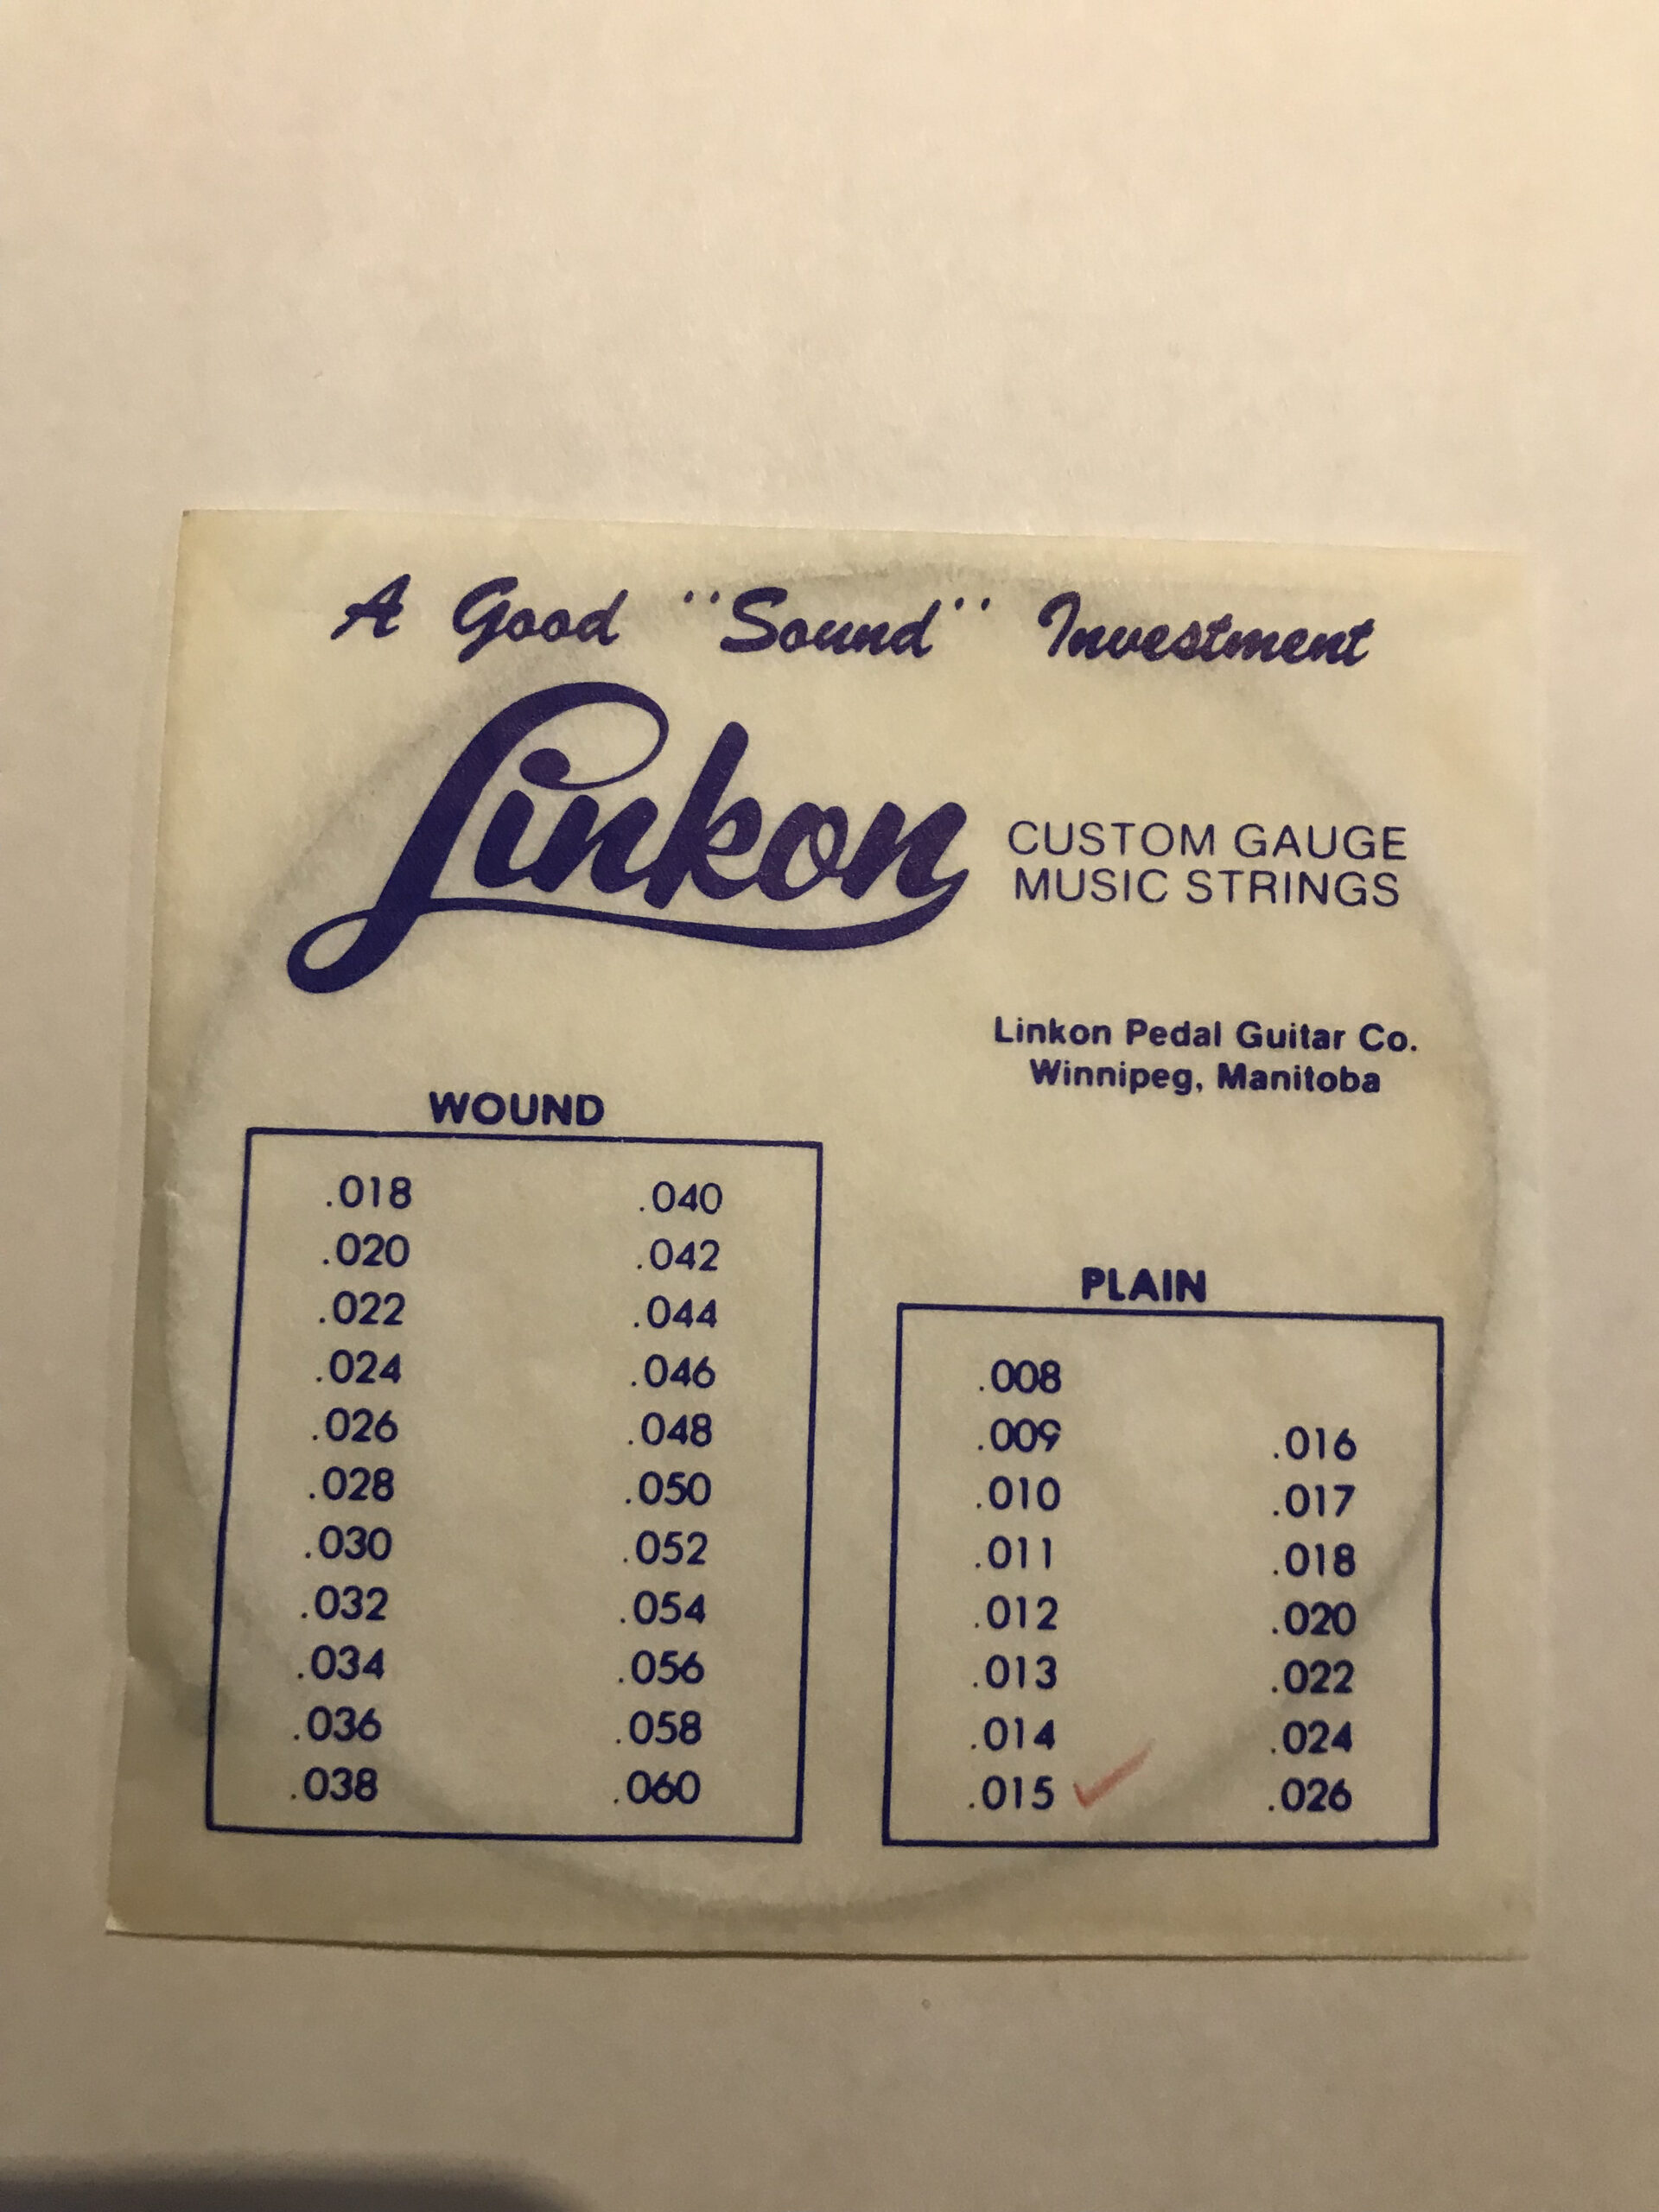 A Good "Sound" Investment
Linkon
CUSTOM GAUGE
MUSIC STRINGS
Linkon Pedal Guitar Co.
Winnipeg, Manitoba
WOUND
.018 .040
.020 .042
.022 .044
.024 .046
.026 .048
.028 .050
.030 .052
.032 .054
.034 .056
.036 .058
.038 .060
PLAIN
.008
.009 .016
.010 .017
.011 .018
.012 .020
.013 .022
.014 .024
.015 ✓ .026